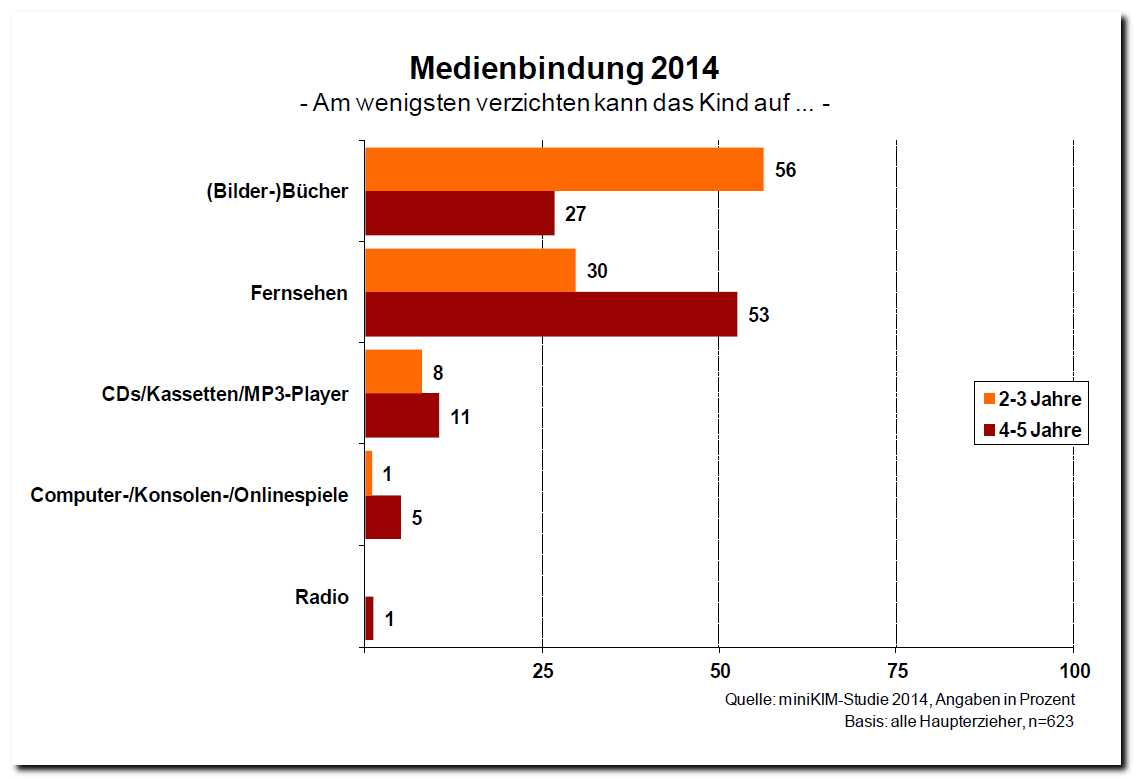 Medienbindung 2014
- Am wenigsten verzichten kann das Kind auf ... -
(Bilder-)Bücher
56
27
Fernsehen
30
53
CDs/Kassetten/MP3-Player
8
11
Computer-/Konsolen-/Onlinespiele
1
5
Radio
1
2-3 Jahre
4-5 Jahre
25 50 75 100
Quelle: miniKIM-Studie 2014, Angaben in Prozent
Basis: alle Haupterzieher, n=623